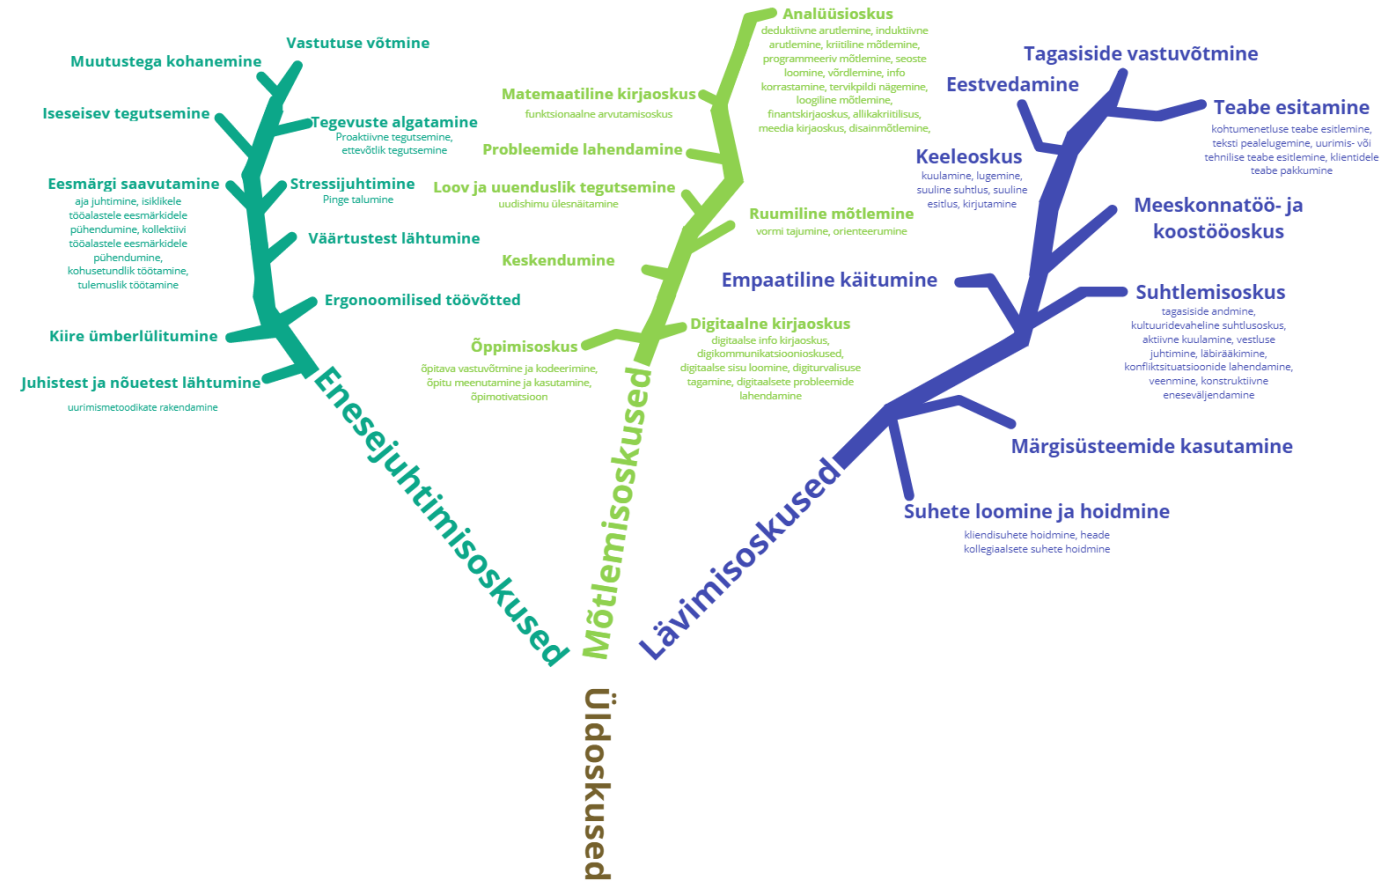 Vastutuse võtmine
Muutustega kohanemine
Iseseisev tegutsemine
Tegevuste algatamine
Proaktiivne tegutsemine,
ettevõtlik tegutsemine
Eesmärgi saavutamine
aja juhtimine, isiklikele
tööalastele eesmärkidele
pühendumine, kollektiivi
tööalastele eesmärkidele
pühendumine,
kohusetundlik töötamine,
tulemuslik töötamine
Stressijuhtimine
Pinge talumine
Väärtustest lähtumine
Ergonoomilised töövõtted
Kiire ümberlülitumine
Juhistest ja nõuetest lähtumine
uurimismetoodikate rakendamine
Enesejuhtimisoskused
Analüüsioskus
deduktiivne arutlemine, induktiivne
arutlemine, kriitiline mõtlemine,
programmeeriv mõtlemine, seoste
loomine, võrdlemine, info
korrastamine, tervikpildi nägemine,
loogiline mõtlemine,
finantskirjaoskus, allikakriitilisus,
meedia kirjaoskus, disainmõtlemine,
Matemaatiline kirjaoskus
funktsionaalne arvutamisoskus
Probleemide lahendamine
Loov ja uuenduslik tegutsemine
uudishimu ülesnäitamine
Ruumiline mõtlemine
vormi tajumine, orienteerumine
Keskendumine
Digitaalne kirjaoskus
digitaalse info kirjaoskus,
digikommunikatsioonioskused,
digitaalse sisu loomine, digiturvalisuse
tagamine, digitaalsete probleemide
lahendamine
Õppimisoskus
õpitava vastuvõtmine ja kodeerimine,
õpitu meenutamine ja kasutamine,
õpimotivatsioon
Mõtlemisoskused
Tagasiside vastuvõtmine
Eestvedamine
Teabe esitamine
kohtumenetluse teabe esitlemine,
teksti pealelugemine, uurimis- või
tehnilise teabe esitlemine, klientidele
teabe pakkumine
Keeleoskus
kuulamine, lugemine,
suuline suhtlus, suuline
esitlus, kirjutamine
Meeskonnatöö- ja
koostööoskus
Empaatiline käitumine
Suhtlemisoskus
tagasiside andmine,
kultuuridevaheline suhtlusoskus,
aktiivne kuulamine, vestluse
juhtimine, läbirääkimine,
konfliktsituatsioonide lahendamine,
veenmine, konstruktiivne
eneseväljendamine
Märgisüsteemide kasutamine
Suhete loomine ja hoidmine
kliendisuhete hoidmine, heade
kollegiaalsete suhete hoidmine
Lävimisoskused
Üldoskused